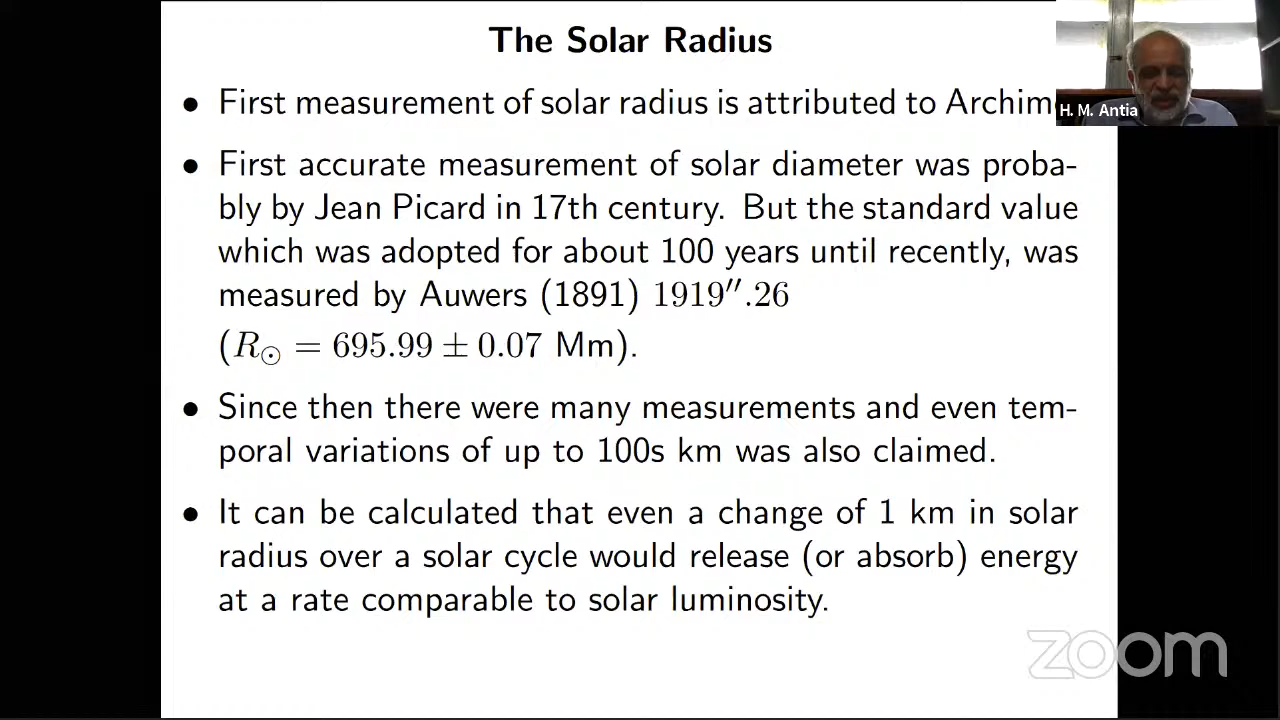 The Solar Radius
• First measurement of solar radius is attributed to
H. M. Antia
• First accurate measurement of solar diameter was proba-
bly by Jean Picard in 17th century. But the standard value
which was adopted for about 100 years until recently, was
measured by Auwers (1891) 1919″.26
(R⊙ = 695.99 ± 0.07 Mm).
• Since then there were many measurements and even tem-
poral variations of up to 100s km was also claimed.
• It can be calculated that even a change of 1 km in solar
radius over a solar cycle would release (or absorb) energy
at a rate comparable to solar luminosity.
zoom